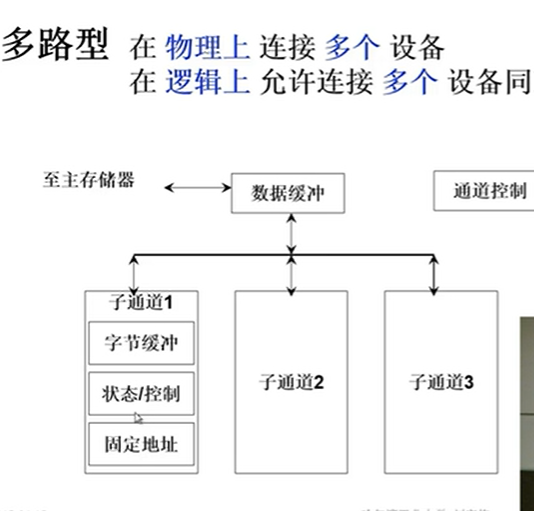 多路型 在 物理上 连接 多个 设备
在 逻辑上 允许连接 多个 设备同
至主存储器
数据缓冲
通道控制
子通道1
字节缓冲
状态/控制
固定地址
子通道2
子通道3